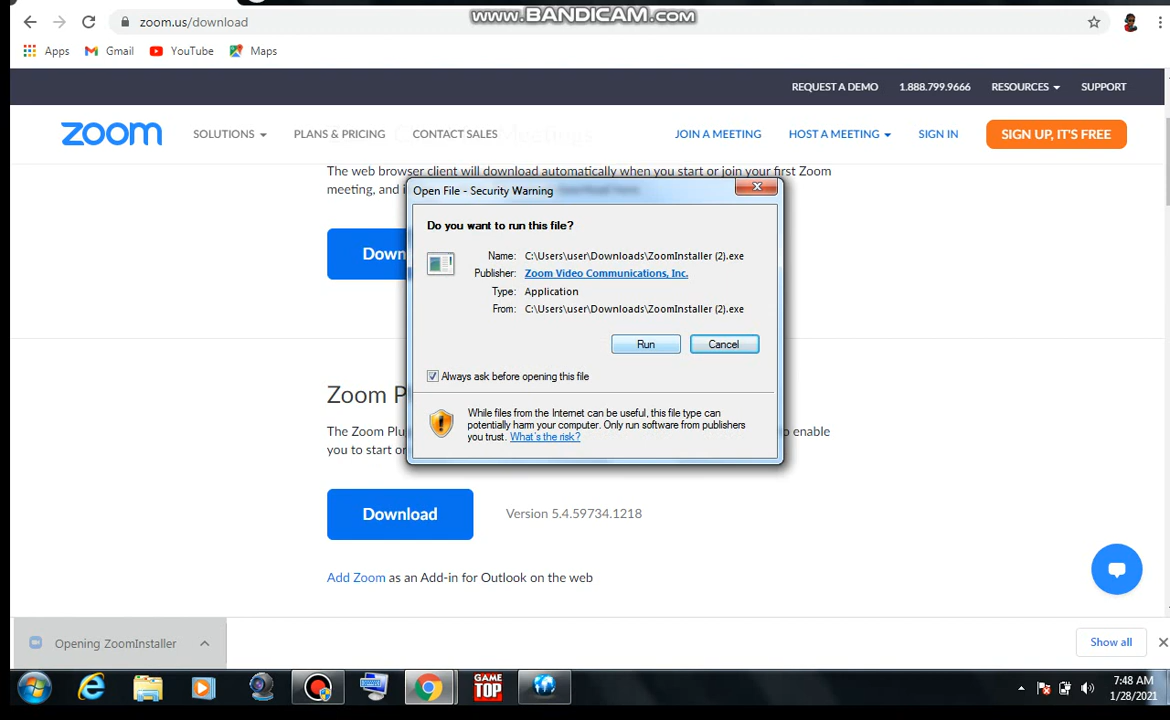 www.BANDICAM.com
zoom.us/download
Apps Gmail YouTube Maps
REQUEST A DEMO 1.888.799.9666 RESOURCES SUPPORT
zoom SOLUTIONS PLANS & PRICING CONTACT SALES JOIN A MEETING HOST A MEETING SIGN IN SIGN UP, IT'S FREE
The web browser client will download automatically when you start or join your first Zoom
meeting, and
Open File - Security Warning
Do you want to run this file?
Name: C:\Users\user\Downloads\ZoomInstaller (2).exe
Publisher: Zoom Video Communications, Inc.
Type: Application
From: C:\Users\user\Downloads\ZoomInstaller (2).exe
Run Cancel
Always ask before opening this file
While files from the Internet can be useful, this file type can
potentially harm your computer. Only run software from publishers
you trust. What's the risk?
Down
Zoom P
The Zoom Plu o enable
you to start or
Download Version 5.4.59734.1218
Add Zoom as an Add-in for Outlook on the web
Opening ZoomInstaller Show all
GAME
TOP
7:48 AM
1/28/2021